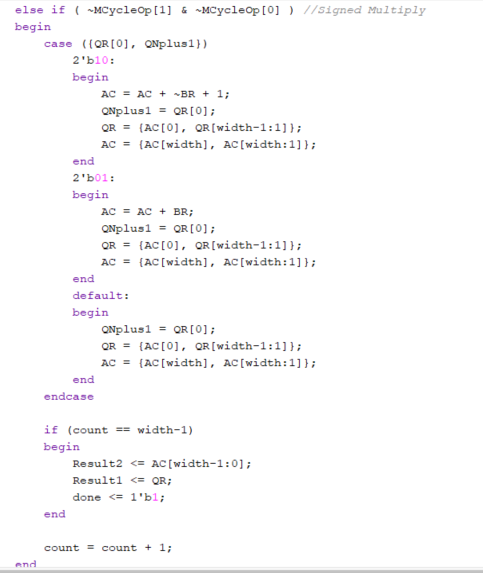 else if ( ~MCycleOp[1] & ~MCycleOp[0] ) //Signed Multiply
begin
case ({QR[0], QNplus1})
2'b10:
begin
AC = AC + ~BR + 1;
QNplus1 = QR[0];
QR = {AC[0], QR[width-1:1]};
AC = {AC[width], AC[width:1]};
end
2'b01:
begin
AC = AC + BR;
QNplus1 = QR[0];
QR = {AC[0], QR[width-1:1]};
AC = {AC[width], AC[width:1]};
end
default:
begin
QNplus1 = QR[0];
QR = {AC[0], QR[width-1:1]};
AC = {AC[width], AC[width:1]};
end
endcase
if (count == width-1)
begin
Result2 <= AC[width-1:0];
Result1 <= QR;
done <= 1'b1;
end
count = count + 1;
end